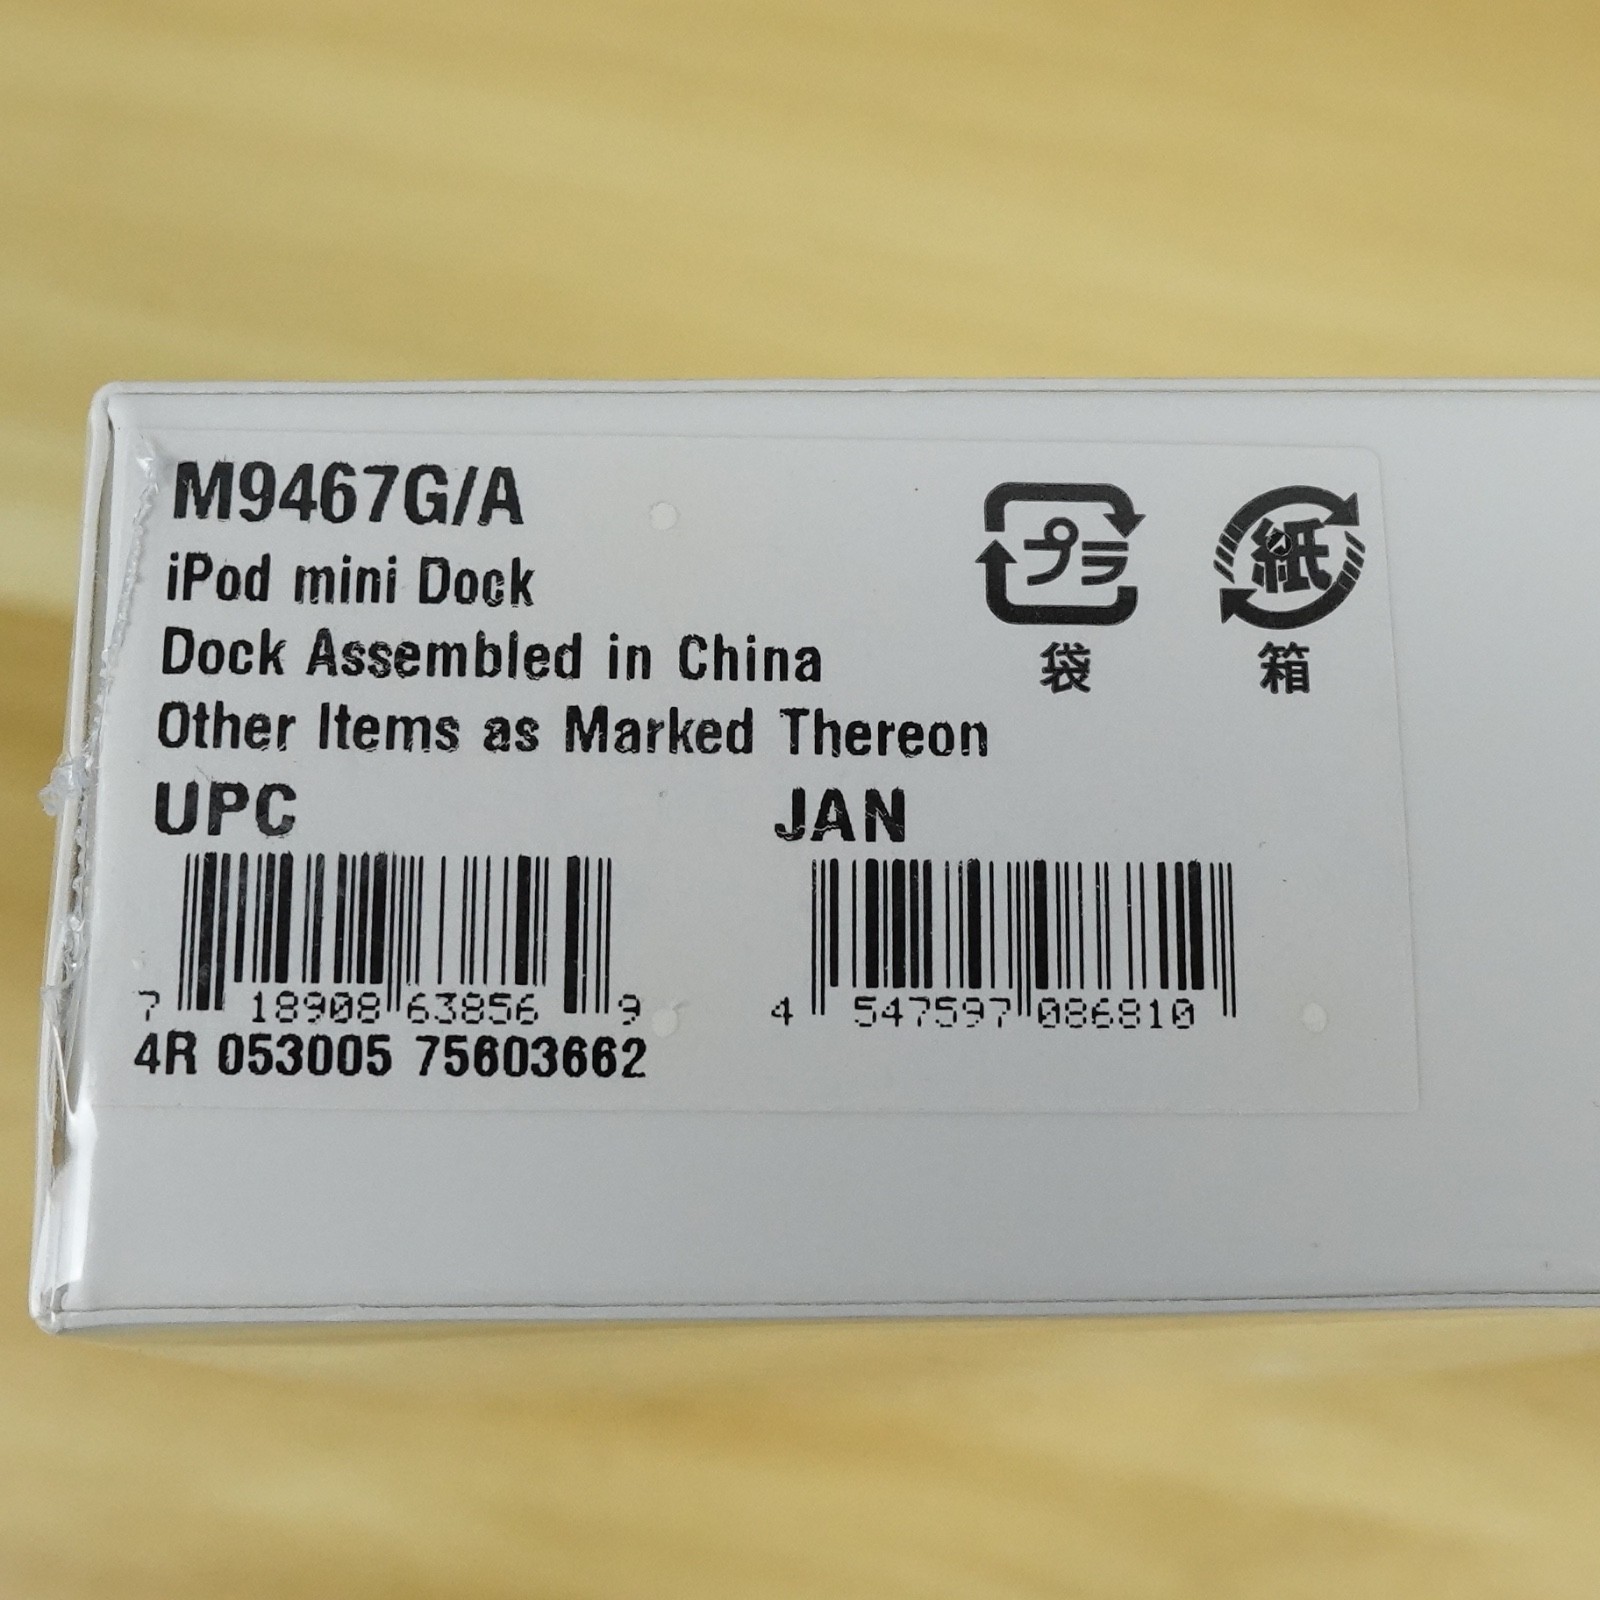 M9467G/A
iPod mini Dock
Dock Assembled in China
Other Items as Marked Thereon
プラ
袋
紙
箱
UPC
7 18908 63856 9
JAN
4 547597 086810
4R 053005 75603662